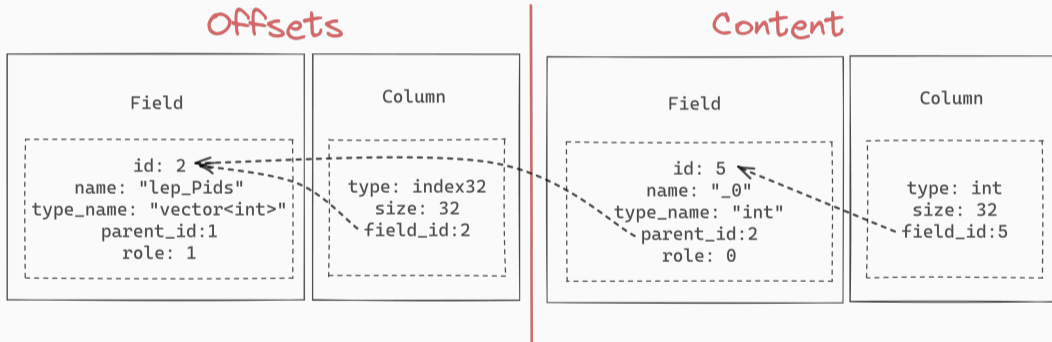 Offsets
Field
id: 2
name: "lep_Pids"
type_name: "vector<int>"
parent_id:1
role: 1
Column
type: index32
size: 32
field_id:2
Content
Field
id: 5
name: "_0"
type_name: "int"
parent_id:2
role: 0
Column
type: int
size: 32
field_id:5